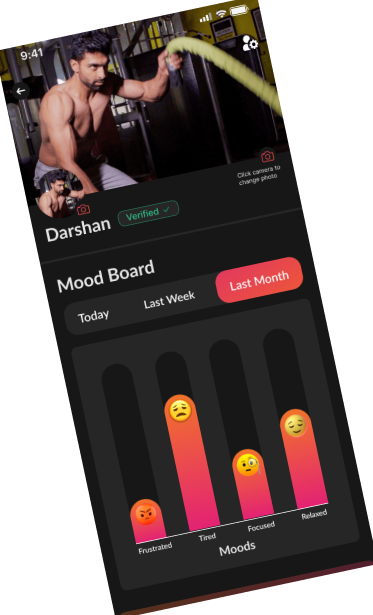 9:41
Click camera to
change photo
Darshan
Verified
Mood Board
Today
Last Week
Last Month
Frustrated
Tired
Focused
Relaxed
Moods